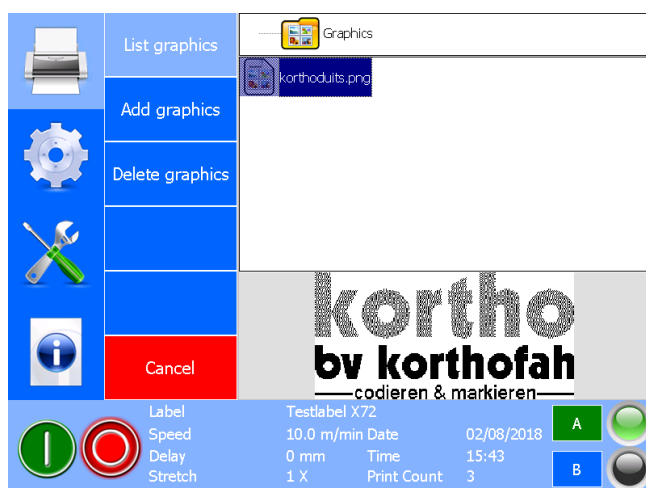 List graphics
Add graphics
Delete graphics
Cancel
Graphics
korthoduits.png
kortho
bv korthofah
codieren & markieren
Label Testlabel X72
Speed 10.0 m/min Date 02/08/2018
Delay 0 mm Time 15:43
Stretch 1 X Print Count 3
A
B